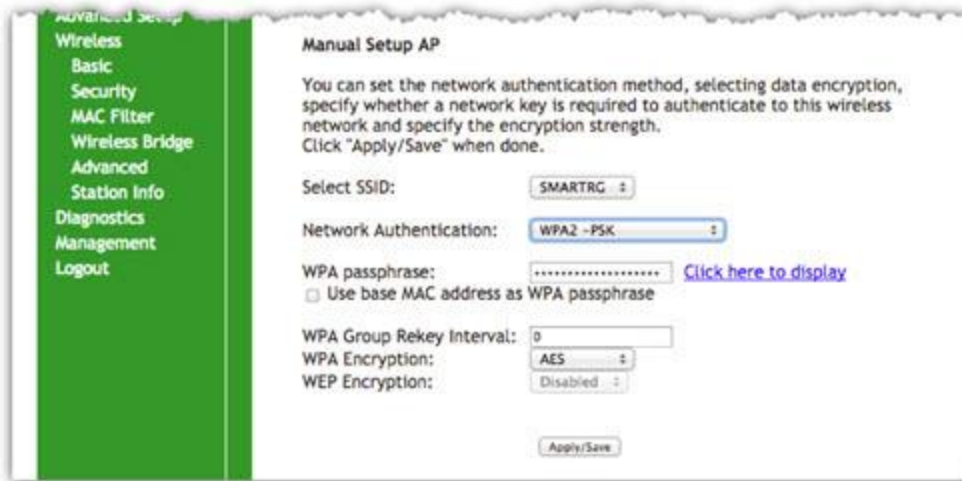 Advanced Setup
Wireless
Basic
Security
MAC Filter
Wireless Bridge
Advanced
Station Info
Diagnostics
Management
Logout
Manual Setup AP
You can set the network authentication method, selecting data encryption,
specify whether a network key is required to authenticate to this wireless
network and specify the encryption strength.
Click "Apply/Save" when done.
Select SSID: SMARTRG
Network Authentication: WPA2 -PSK
WPA passphrase: ••••••••••••••••••• Click here to display
Use base MAC address as WPA passphrase
WPA Group Rekey Interval: 0
WPA Encryption: AES
WEP Encryption: Disabled
Apply/Save